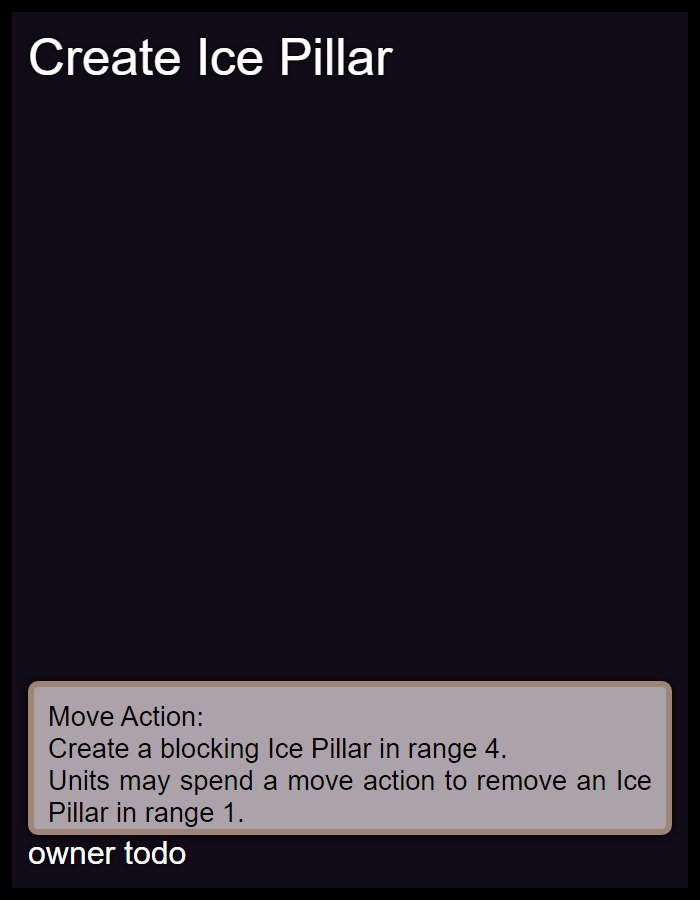 Create Ice Pillar
Move Action:
Create a blocking Ice Pillar in range 4.
Units may spend a move action to remove an Ice
Pillar in range 1.
owner todo